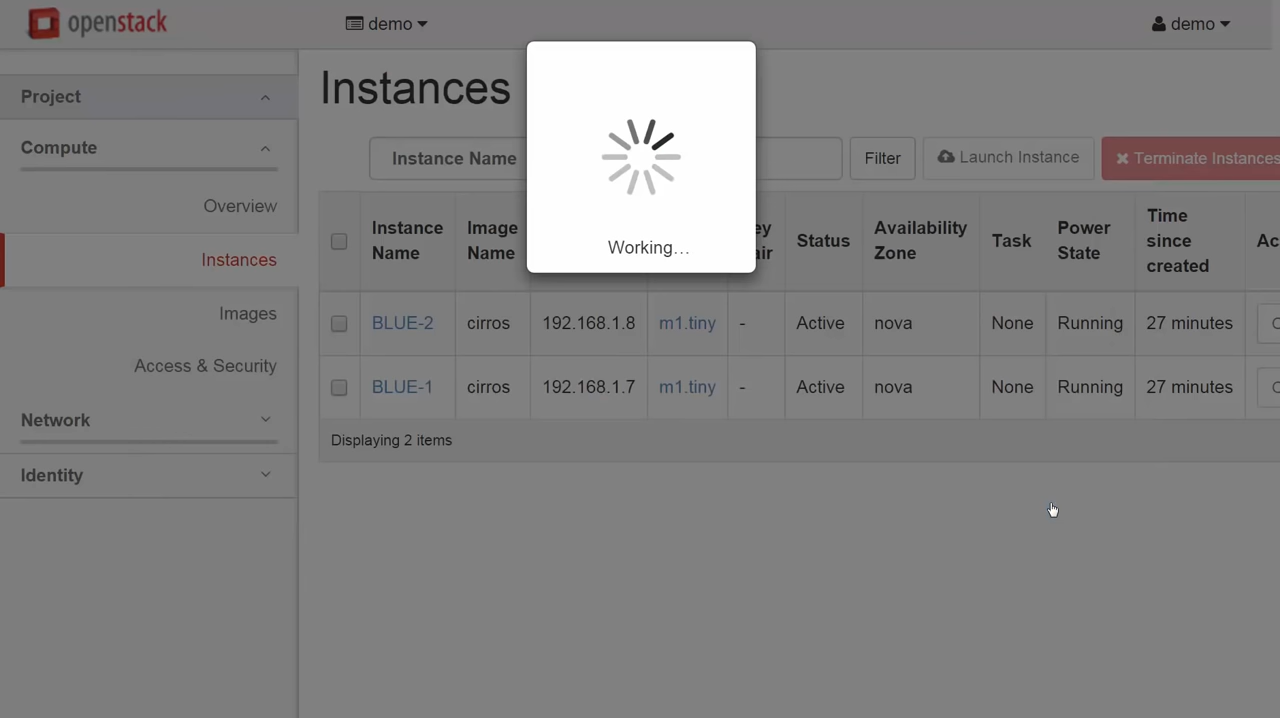 openstack
demo
demo
Project
Compute
Overview
Instances
Images
Access & Security
Network
Identity
Instances
Instance Name
Filter
Launch Instance
Terminate Instances
Working...
Instance Name
Image Name
Status
Availability Zone
Task
Power State
Time since created
BLUE-2 cirros 192.168.1.8 m1.tiny - Active nova None Running 27 minutes
BLUE-1 cirros 192.168.1.7 m1.tiny - Active nova None Running 27 minutes
Displaying 2 items